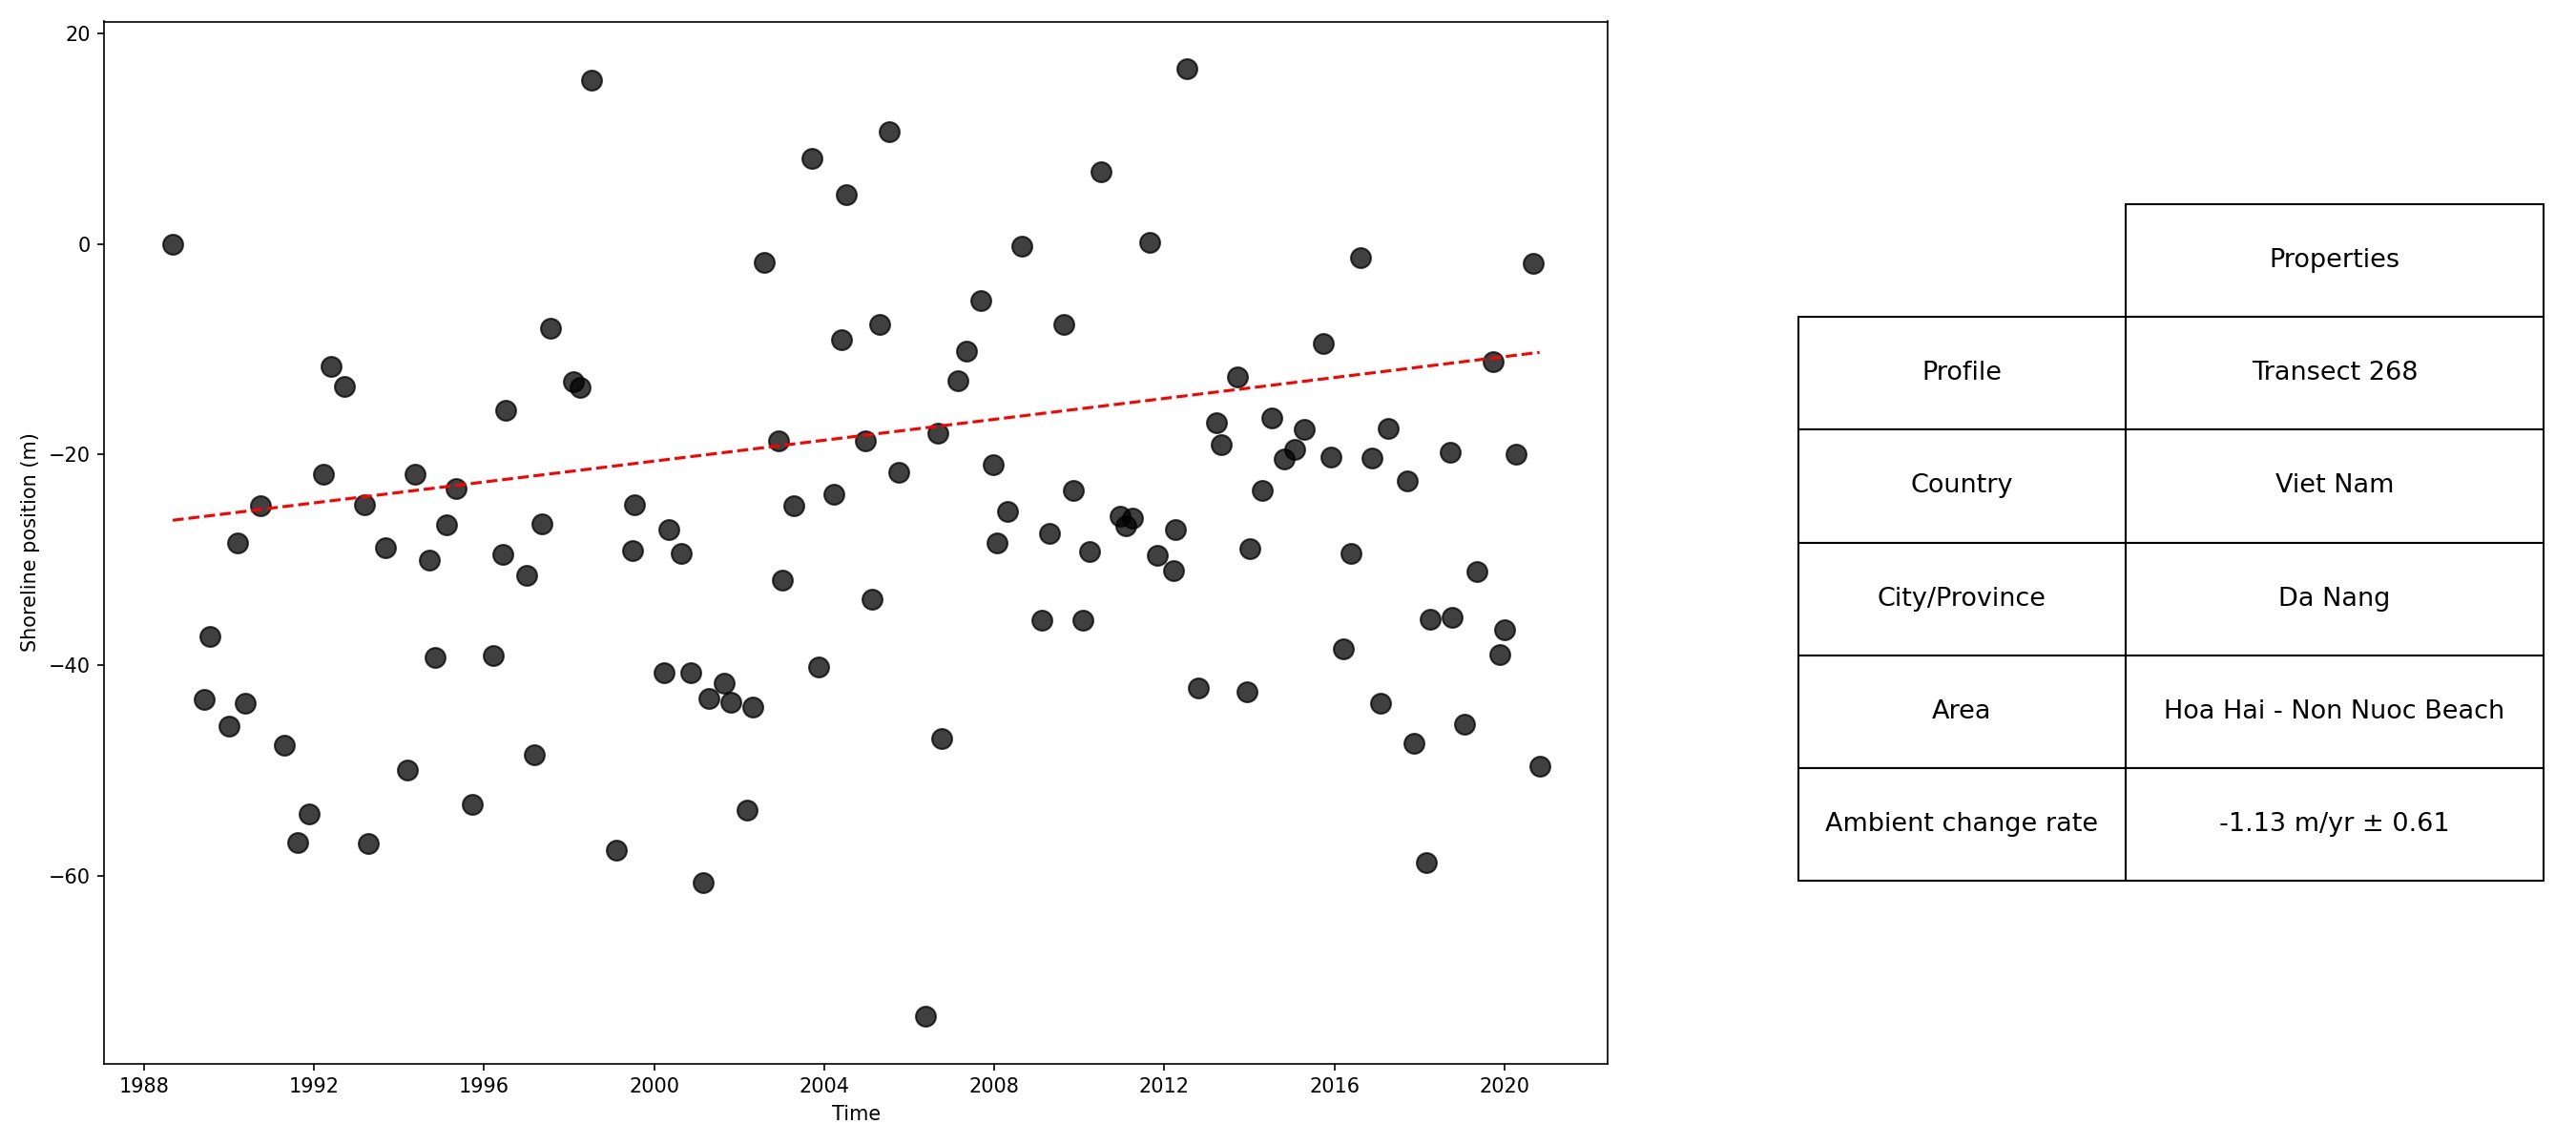 20
0
−20
−40
−60
Shoreline position (m)
1988 1992 1996 2000 2004 2008 2012 2016 2020
Time
Properties
Profile Transect 268
Country Viet Nam
City/Province Da Nang
Area Hoa Hai - Non Nuoc Beach
Ambient change rate -1.13 m/yr ± 0.61